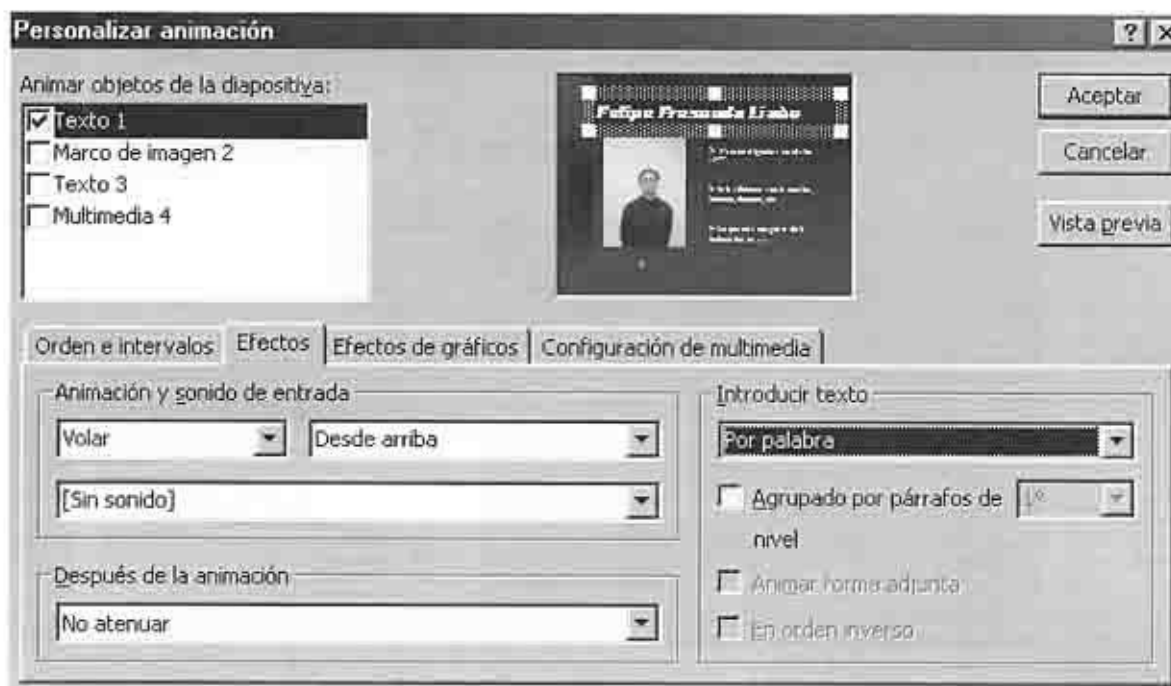 Personalizar animación
Animar objetos de la diapositiva:
Texto 1
Marco de imagen 2
Texto 3
Multimedia 4
Aceptar
Cancelar
Vista previa
Orden e intervalos
Efectos
Efectos de gráficos
Configuración de multimedia
Animación y sonido de entrada
Volar
Desde arriba
[Sin sonido]
Después de la animación
No atenuar
Introducir texto
Por palabra
Agrupado por párrafos de 1º
nivel
Animar forma adjunta
En orden inverso